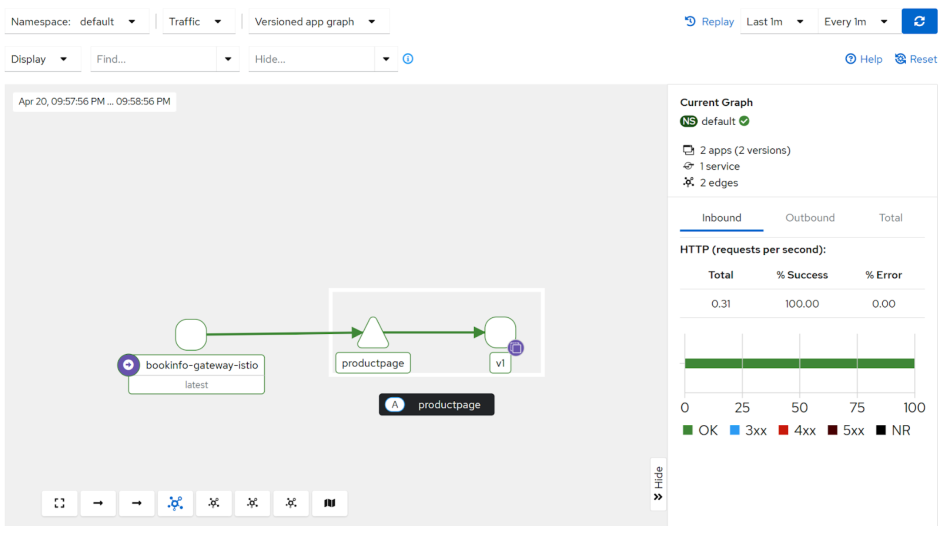 Namespace: default Traffic Versioned app graph Replay Last 1m Every 1m
Display Find... Hide... Help Reset
Apr 20, 09:57:56 PM ... 09:58:56 PM
bookinfo-gateway-istio
latest
productpage
v1
A productpage
Hide
Current Graph
NS default
2 apps (2 versions)
1 service
2 edges
Inbound Outbound Total
HTTP (requests per second):
Total % Success % Error
0.31 100.00 0.00
0 25 50 75 100
OK 3xx 4xx 5xx NR